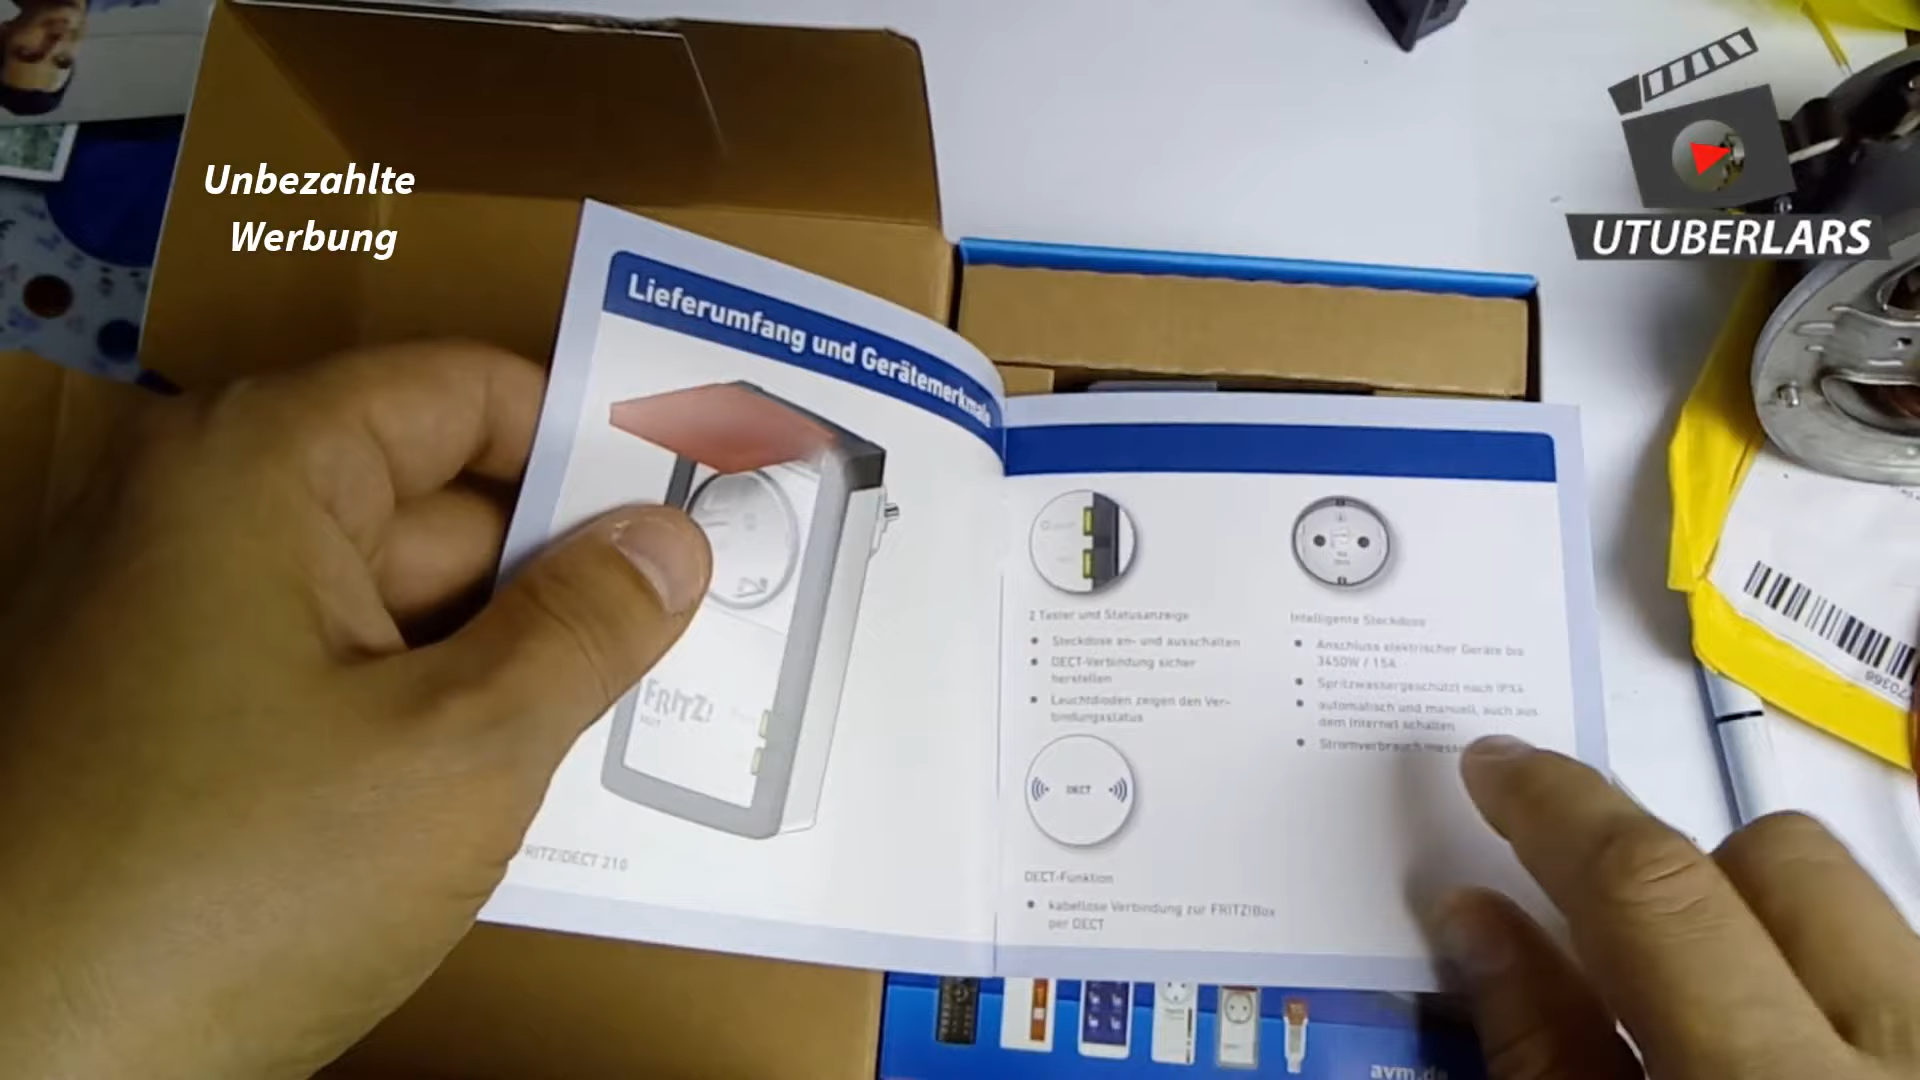 Unbezahlte
Werbung
UTUBERLARS
Lieferumfang und Gerätemerkmale
FRITZ!
FRITZ!DECT 210
2 Taster und Statusanzeige
Steckdose an- und ausschalten
DECT-Verbindung sicher
herstellen
Leuchtdioden zeigen den Ver-
bindungsstatus
DECT
DECT-Funktion
kabellose Verbindung zur FRITZ!Box
per DECT
Intelligente Steckdose
Anschluss elektrischer Geräte bis
3450W / 15A
Spritzwassergeschützt nach IP44
automatisch und manuell, auch aus
dem Internet schalten
Stromverbrauch
70368
avm.de